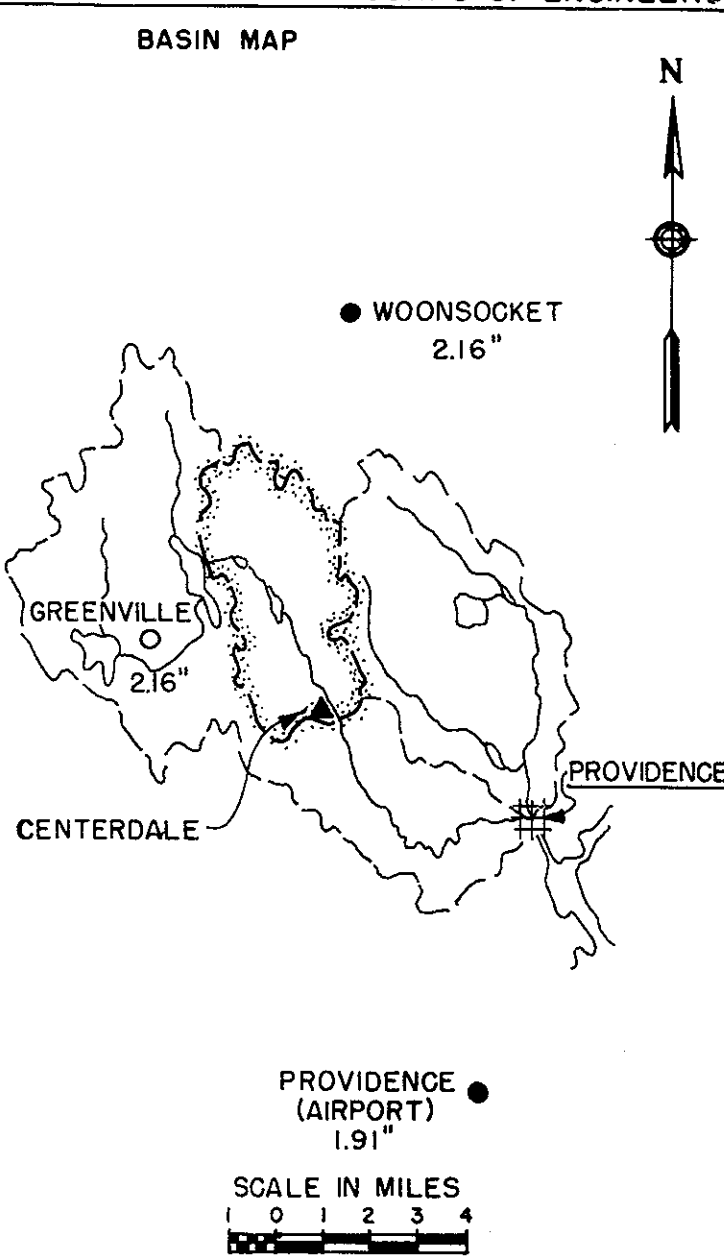 BASIN MAP
N
WOONSOCKET
2.16"
GREENVILLE
2.16"
PROVIDENCE
CENTERDALE
PROVIDENCE
(AIRPORT)
1.91"
SCALE IN MILES
1 0 1 2 3 4